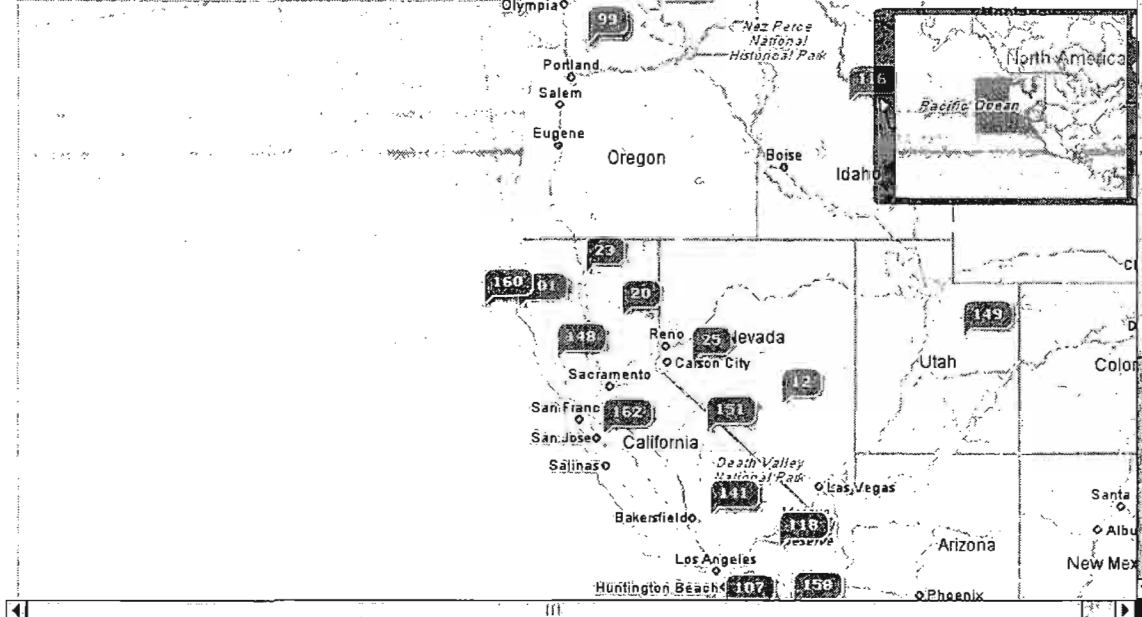 Olympia
99
Nez Perce
National
Historical Park
North America
Portland
116
Salem
Pacific Ocean
Eugene
Oregon
Boise
Idaho
23
160
01
20
149
148
Reno
25
Nevada
Carson City
Utah
Color
Sacramento
12
San Franc
162
151
San Jose
California
Salinas
Death Valley
National Park
141
Las Vegas
Santa
Bakersfield
118
Albu
Arizona
Los Angeles
New Mex
Huntington Beach
107
158
Phoenix